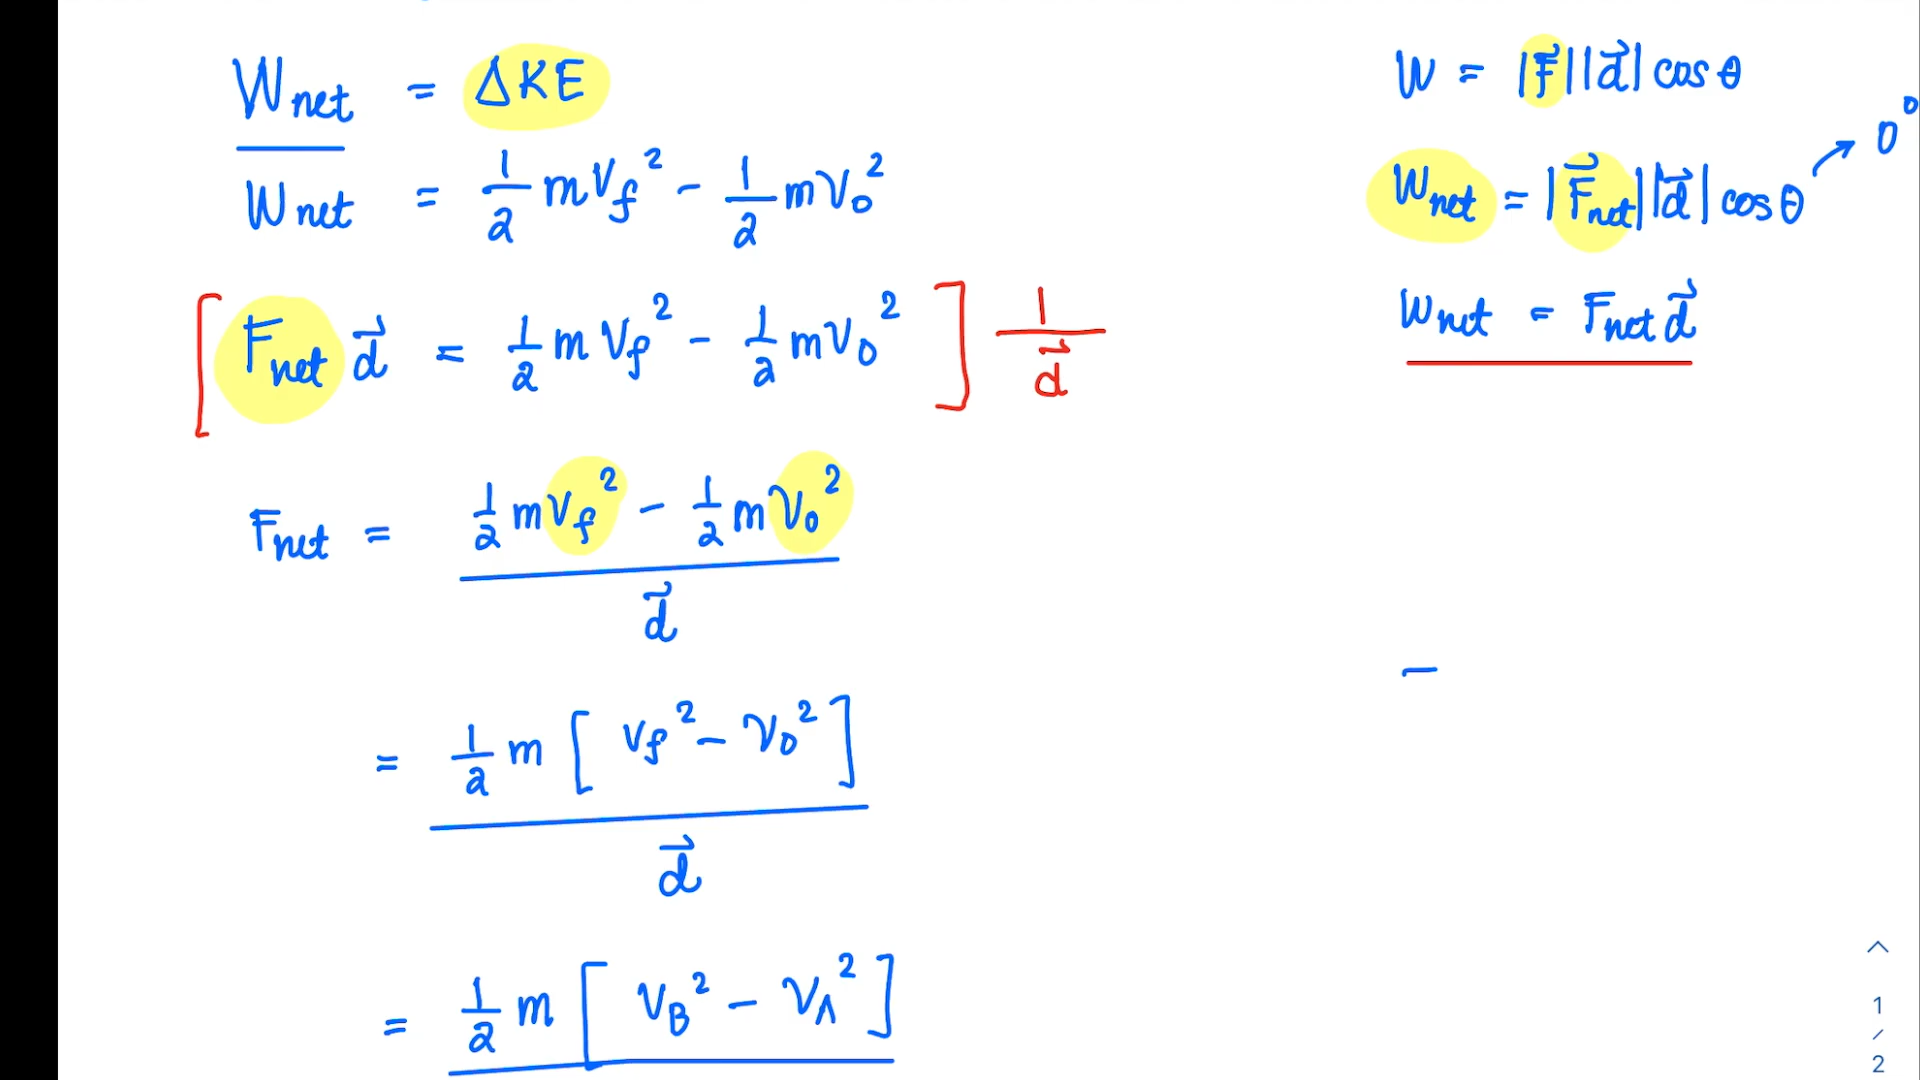 Wnet = ΔKE
Wnet = 1/2 mVf² - 1/2 mV₀²
[Fnet d⃗ = 1/2 mVf² - 1/2 mV₀²] 1/d⃗
Fnet = (1/2 mVf² - 1/2 mV₀²) / d⃗
= 1/2 m [Vf² - V₀²] / d⃗
= 1/2 m [VB² - VA²]
W = |F⃗||d⃗| cos θ
Wnet = |F⃗net||d⃗| cos θ → 0°
Wnet = Fnet d⃗
–
1
/
2